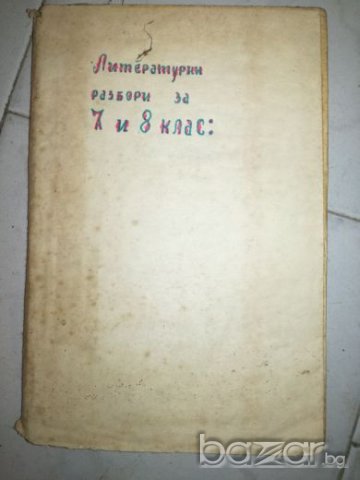 Литературни
разбори за
7 и 8 клас:
bazar.bg